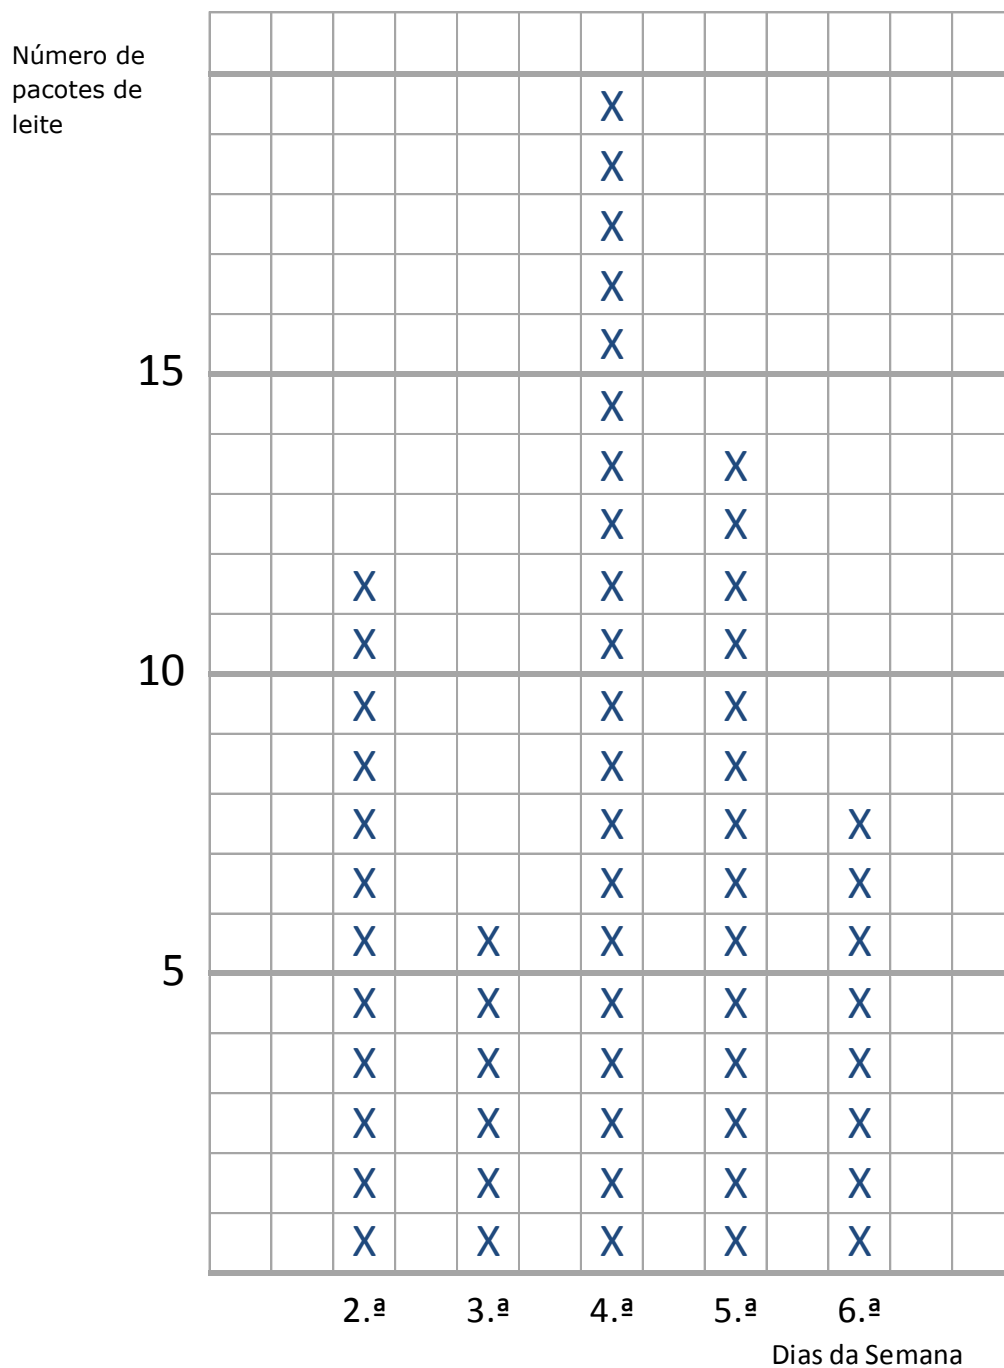 Número de
pacotes de
leite
X
X
X
X
X
15
X
X X
X X
X X X
X X X
10
X X X
X X X
X X X X
X X X X
X X X X X
5
X X X X X
X X X X X
X X X X X
X X X X X
X X X X X
2.ª 3.ª 4.ª 5.ª 6.ª
Dias da Semana